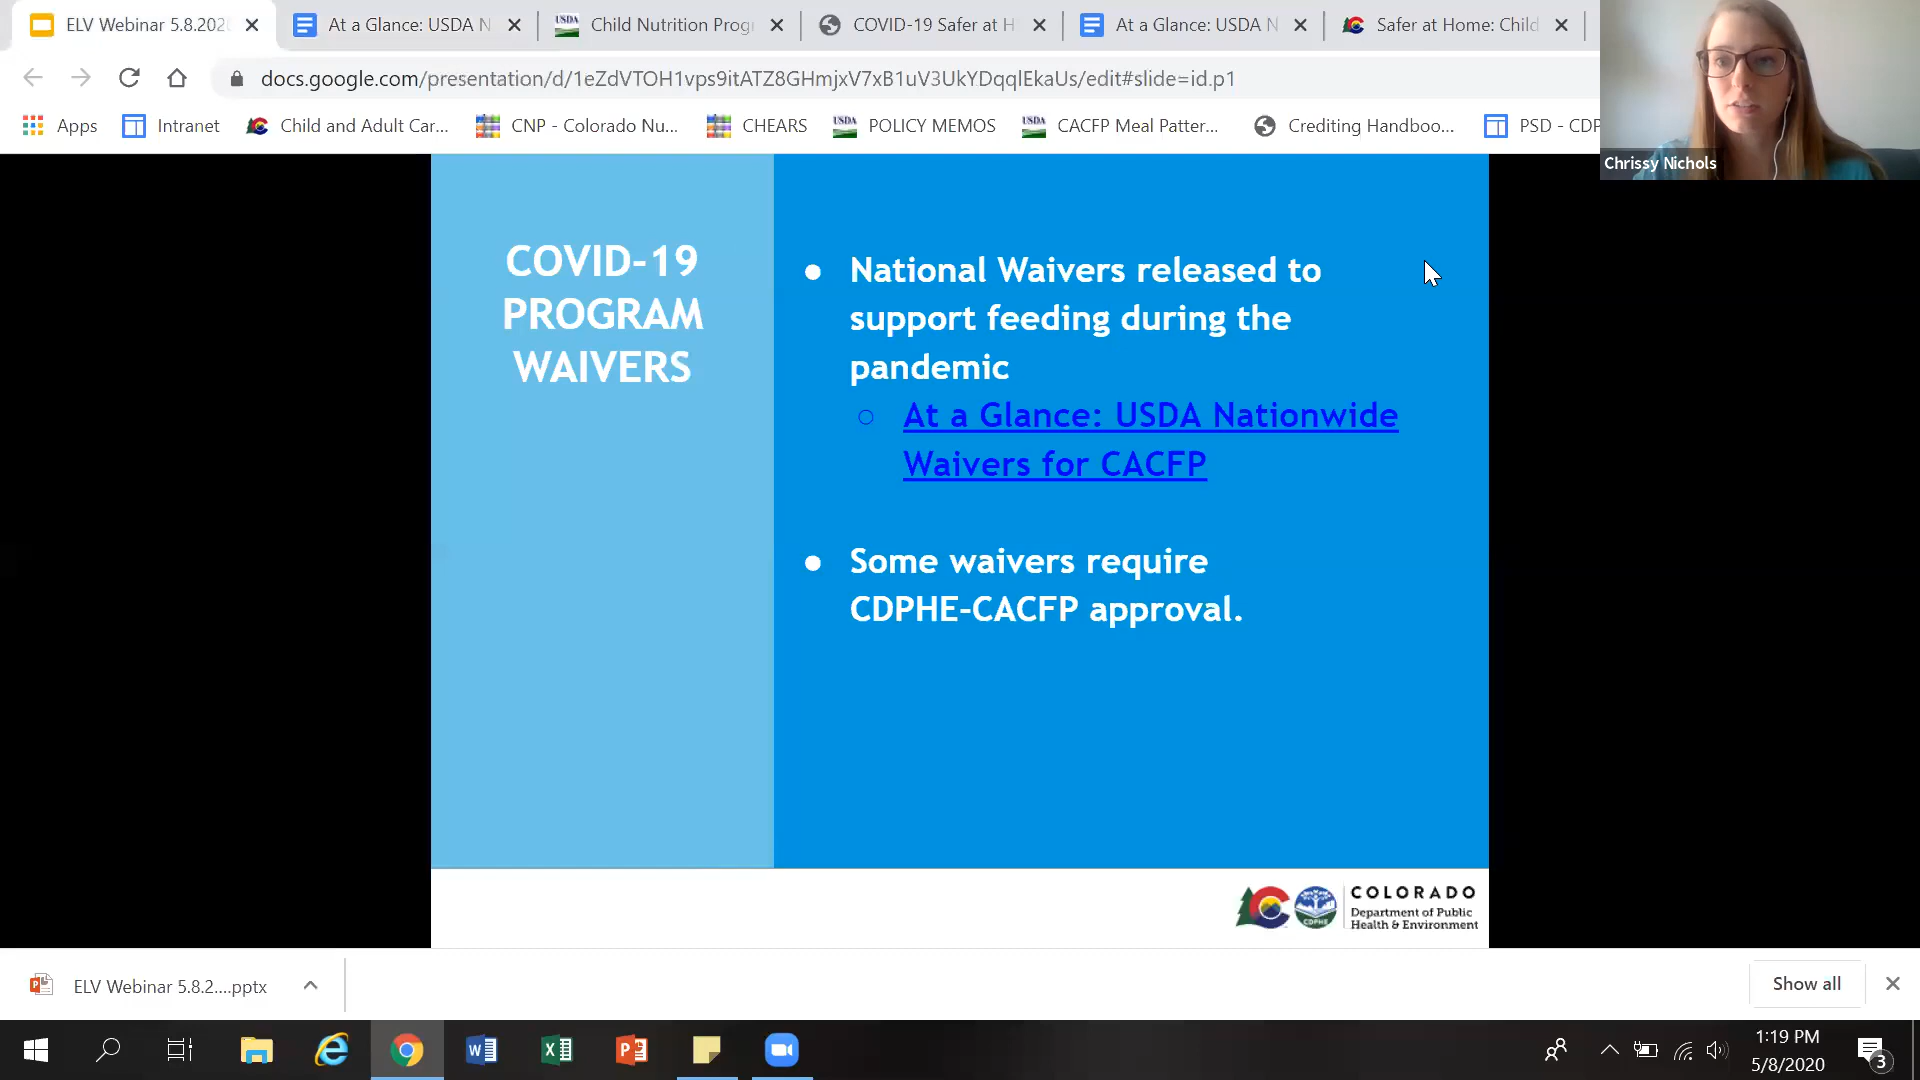 ELV Webinar 5.8.2020
At a Glance: USDA N
Child Nutrition Prog
COVID-19 Safer at H
At a Glance: USDA N
Safer at Home: Child
docs.google.com/presentation/d/1eZdVTOH1vps9itATZ8GHmjxV7xB1uV3UkYDqqlEkaUs/edit#slide=id.p1
Apps
Intranet
Child and Adult Car...
CNP - Colorado Nu...
CHEARS
USDA
POLICY MEMOS
USDA
CACFP Meal Patter...
Crediting Handboo...
PSD - CDP
Chrissy Nichols
COVID-19
PROGRAM
WAIVERS
● National Waivers released to
support feeding during the
pandemic
○ At a Glance: USDA Nationwide
Waivers for CACFP
● Some waivers require
CDPHE-CACFP approval.
CDPHE
COLORADO
Department of Public
Health & Environment
ELV Webinar 5.8.2....pptx
Show all
1:19 PM
5/8/2020
3